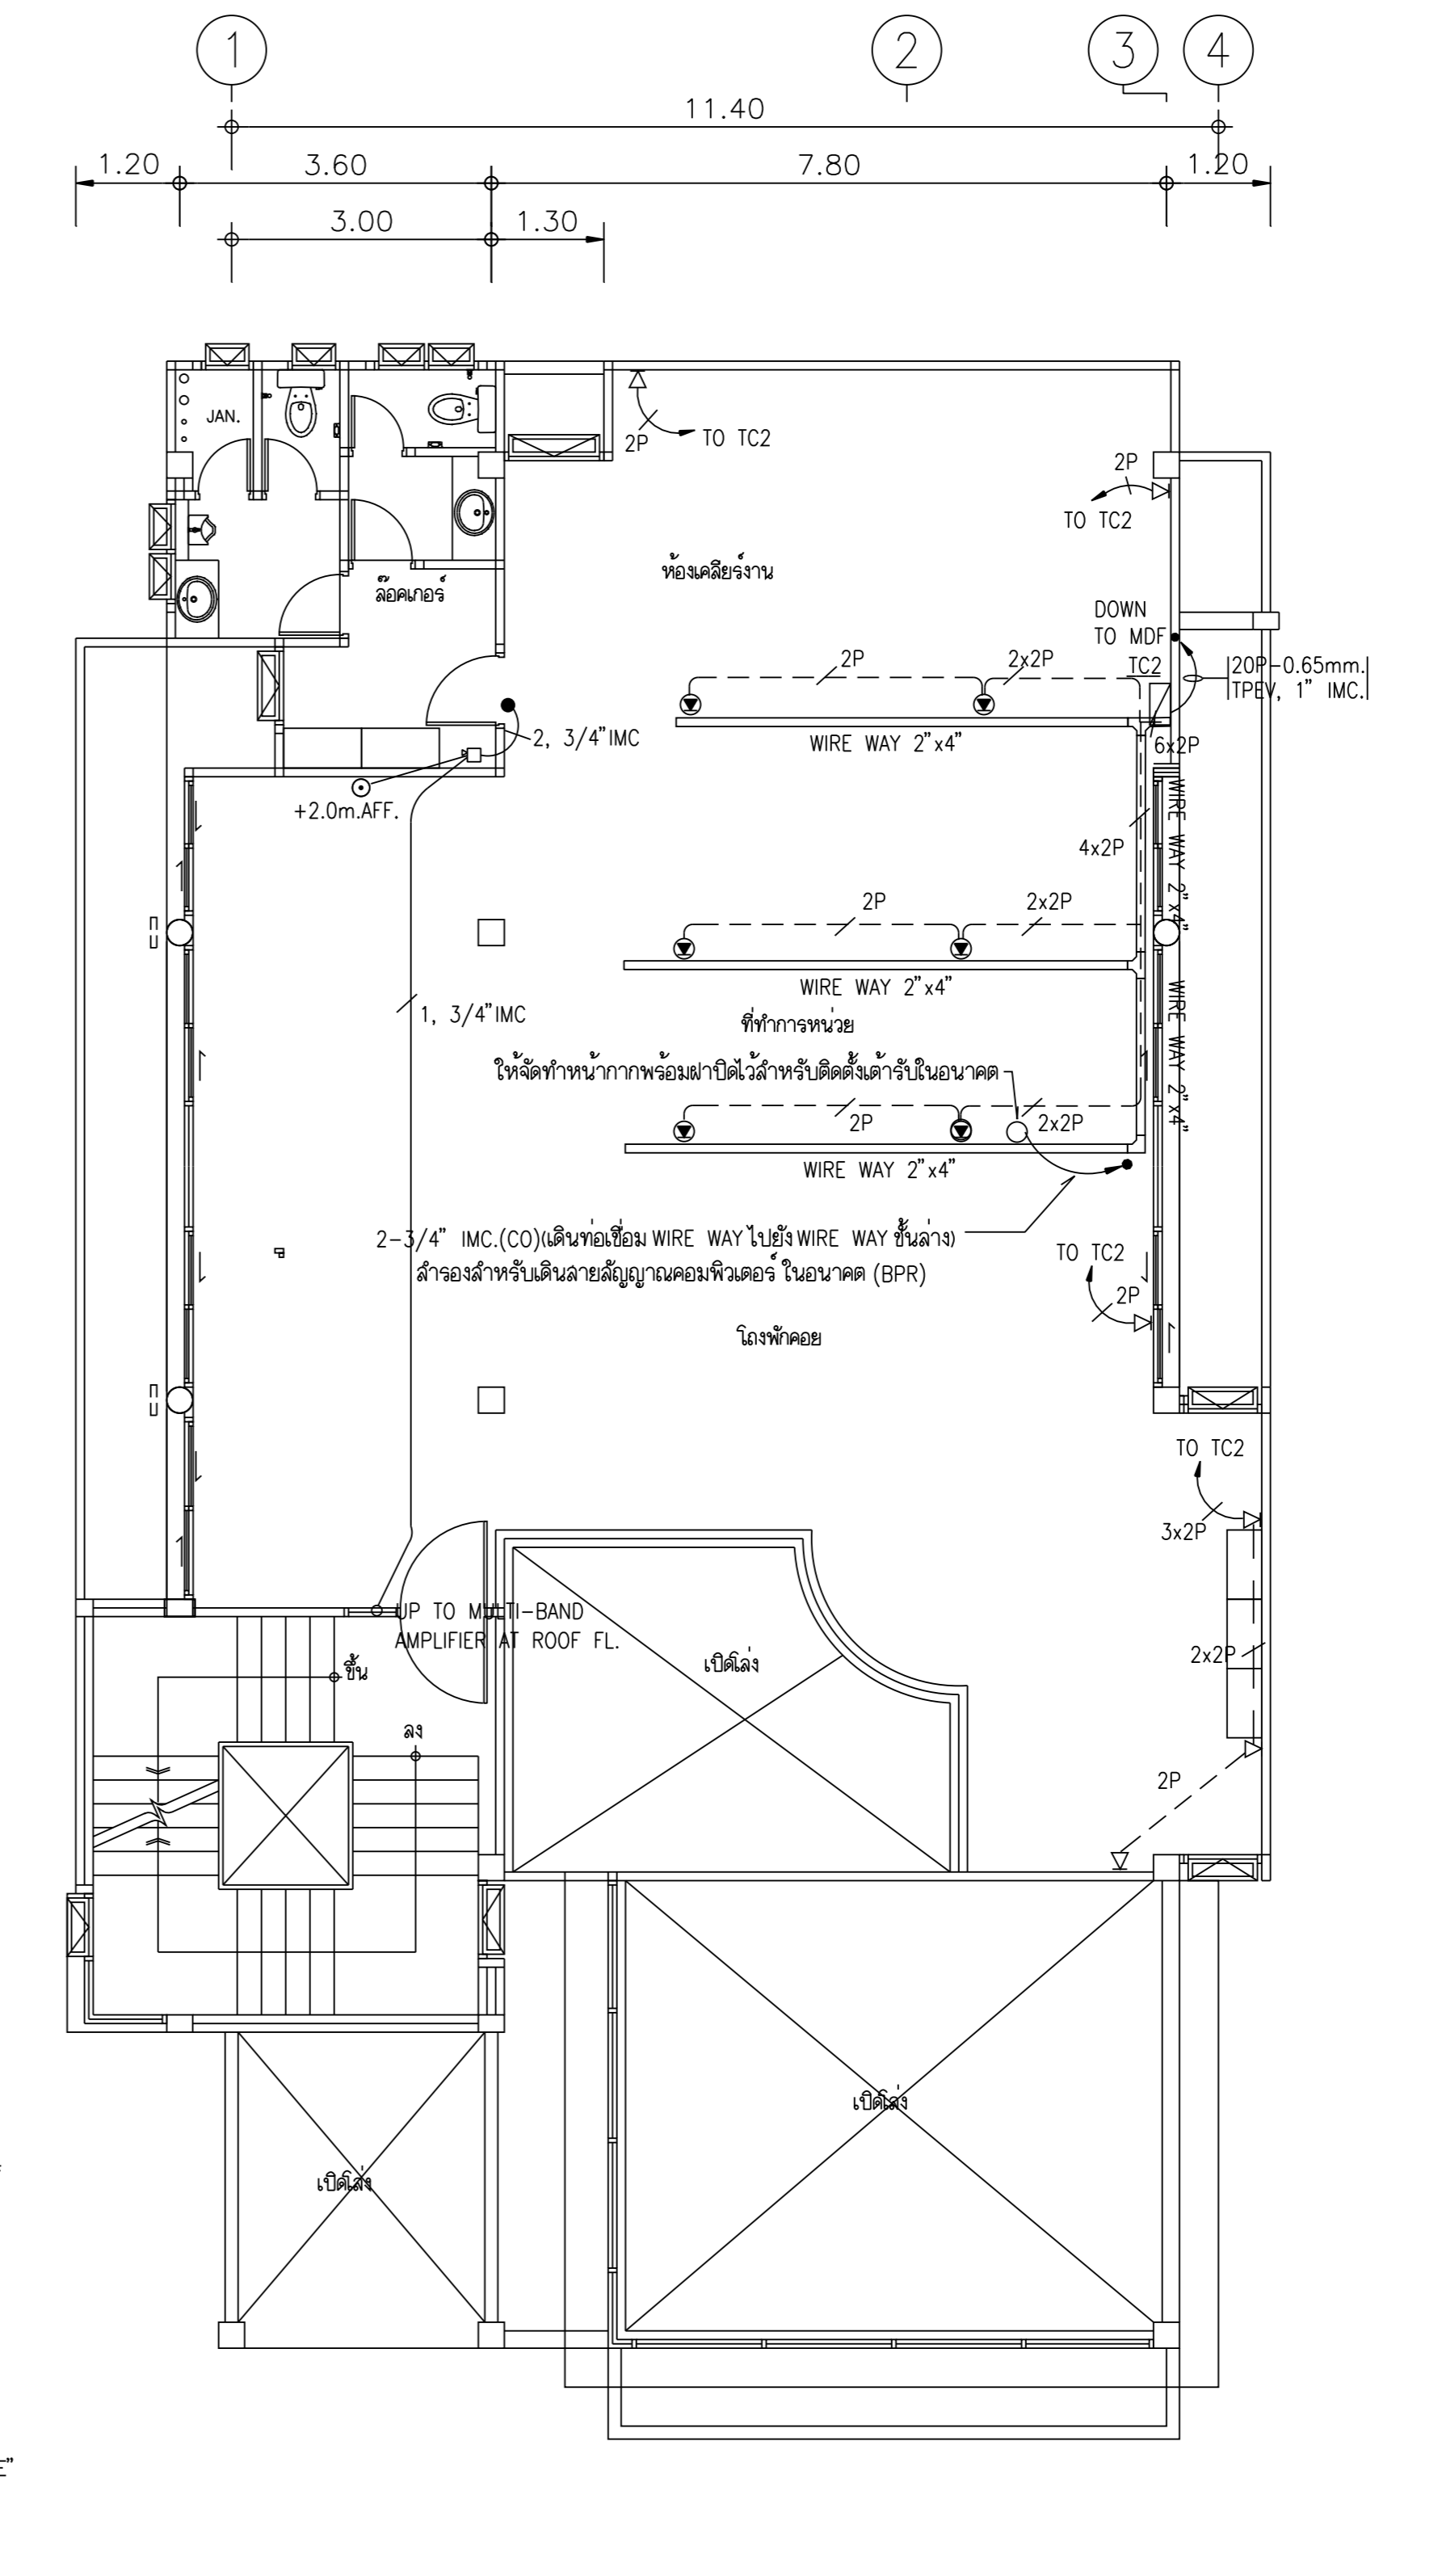 1
2
3
4
11.40
1.20
3.60
7.80
1.20
3.00
1.30
JAN.
2P
TO TC2
2P
TO TC2
ห้องเคลียร์งาน
ล๊อคเกอร์
DOWN
TO MDF
TC2
20P-0.65mm.
TPEV, 1" IMC.
2P
2x2P
2, 3/4"IMC
WIRE WAY 2"x4"
6x2P
+2.0m.AFF.
WIRE WAY 2"x4"
4x2P
2P
2x2P
WIRE WAY 2"x4"
WIRE WAY 2"x4"
1, 3/4"IMC
ที่ทำการหน่วย
ให้จัดทำหน้ากากพร้อมฝาปิดไว้สำหรับติดตั้งเต้ารับในอนาคต
2P
2x2P
WIRE WAY 2"x4"
2-3/4" IMC.(CO)(เดินท่อเชื่อม WIRE WAY ไปยัง WIRE WAY ชั้นล่าง)
สำรองสำหรับเดินสายสัญญาณคอมพิวเตอร์ ในอนาคต (BPR)
TO TC2
2P
โถงพักคอย
TO TC2
3x2P
UP TO MULTI-BAND
AMPLIFIER AT ROOF FL.
2x2P
เปิดโล่ง
ขึ้น
ลง
2P
เปิดโล่ง
เปิดโล่ง
E"